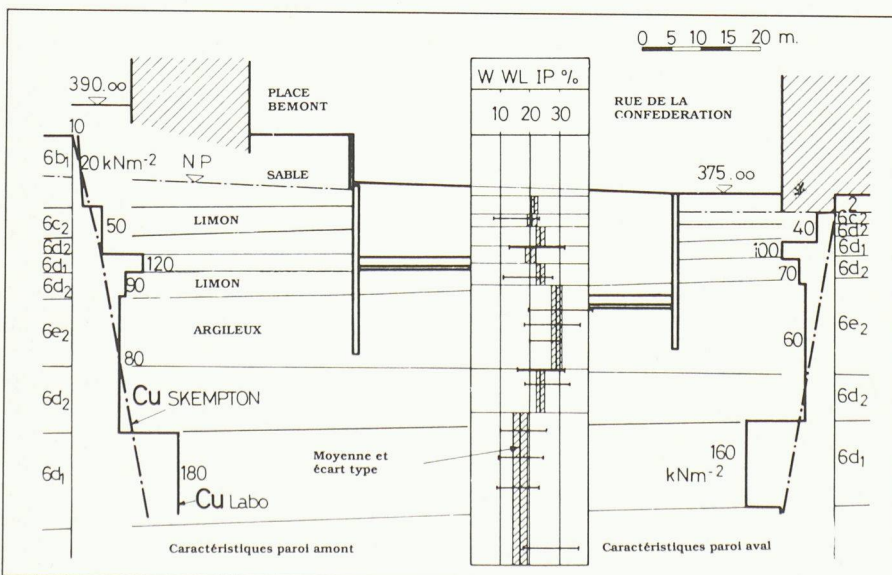 0 5 10 15 20 m.
390.00
PLACE
BEMONT
W WL IP %
10 20 30
RUE DE LA
CONFEDERATION
375.00
10
6b1
20 kNm-2
N P
SABLE
6c2
50
LIMON
6d2
6d1
120
6d2
90
LIMON
6e2
ARGILEUX
80
6d2
Cu SKEMPTON
6d1
180
Cu LABO
Moyenne et
écart type
2
6c2
40
6d2
100
6d1
70
6d2
60
6e2
6d2
160
kNm-2
6d1
Caractéristiques paroi amont
Caractéristiques paroi aval